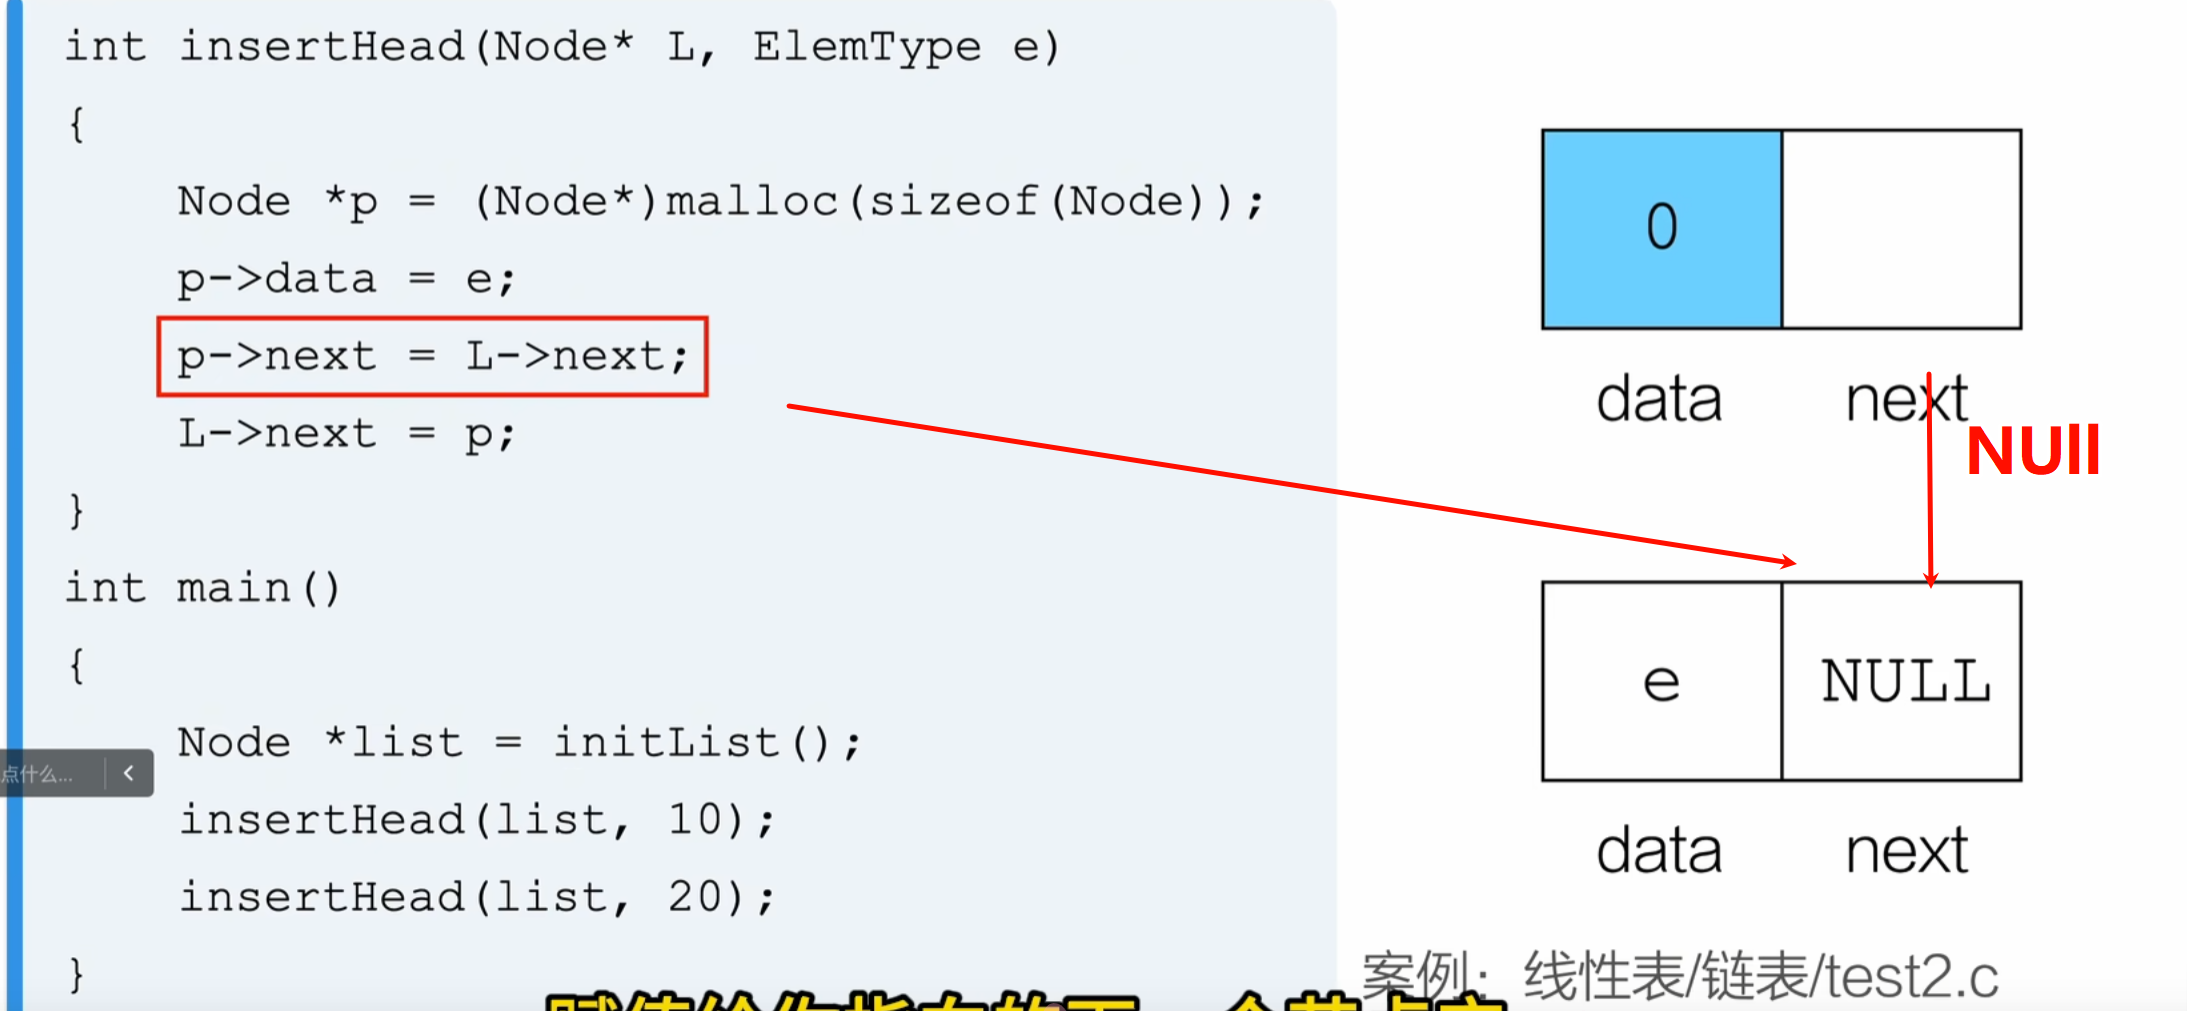 int insertHead(Node* L, ElemType e)
{
Node *p = (Node*)malloc(sizeof(Node));
p->data = e;
p->next = L->next;
L->next = p;
}
int main()
{
Node *list = initList();
insertHead(list, 10);
insertHead(list, 20);
}
点什么...
0
data next
NUll
e NULL
data next
案例：线性表/链表/test2.c